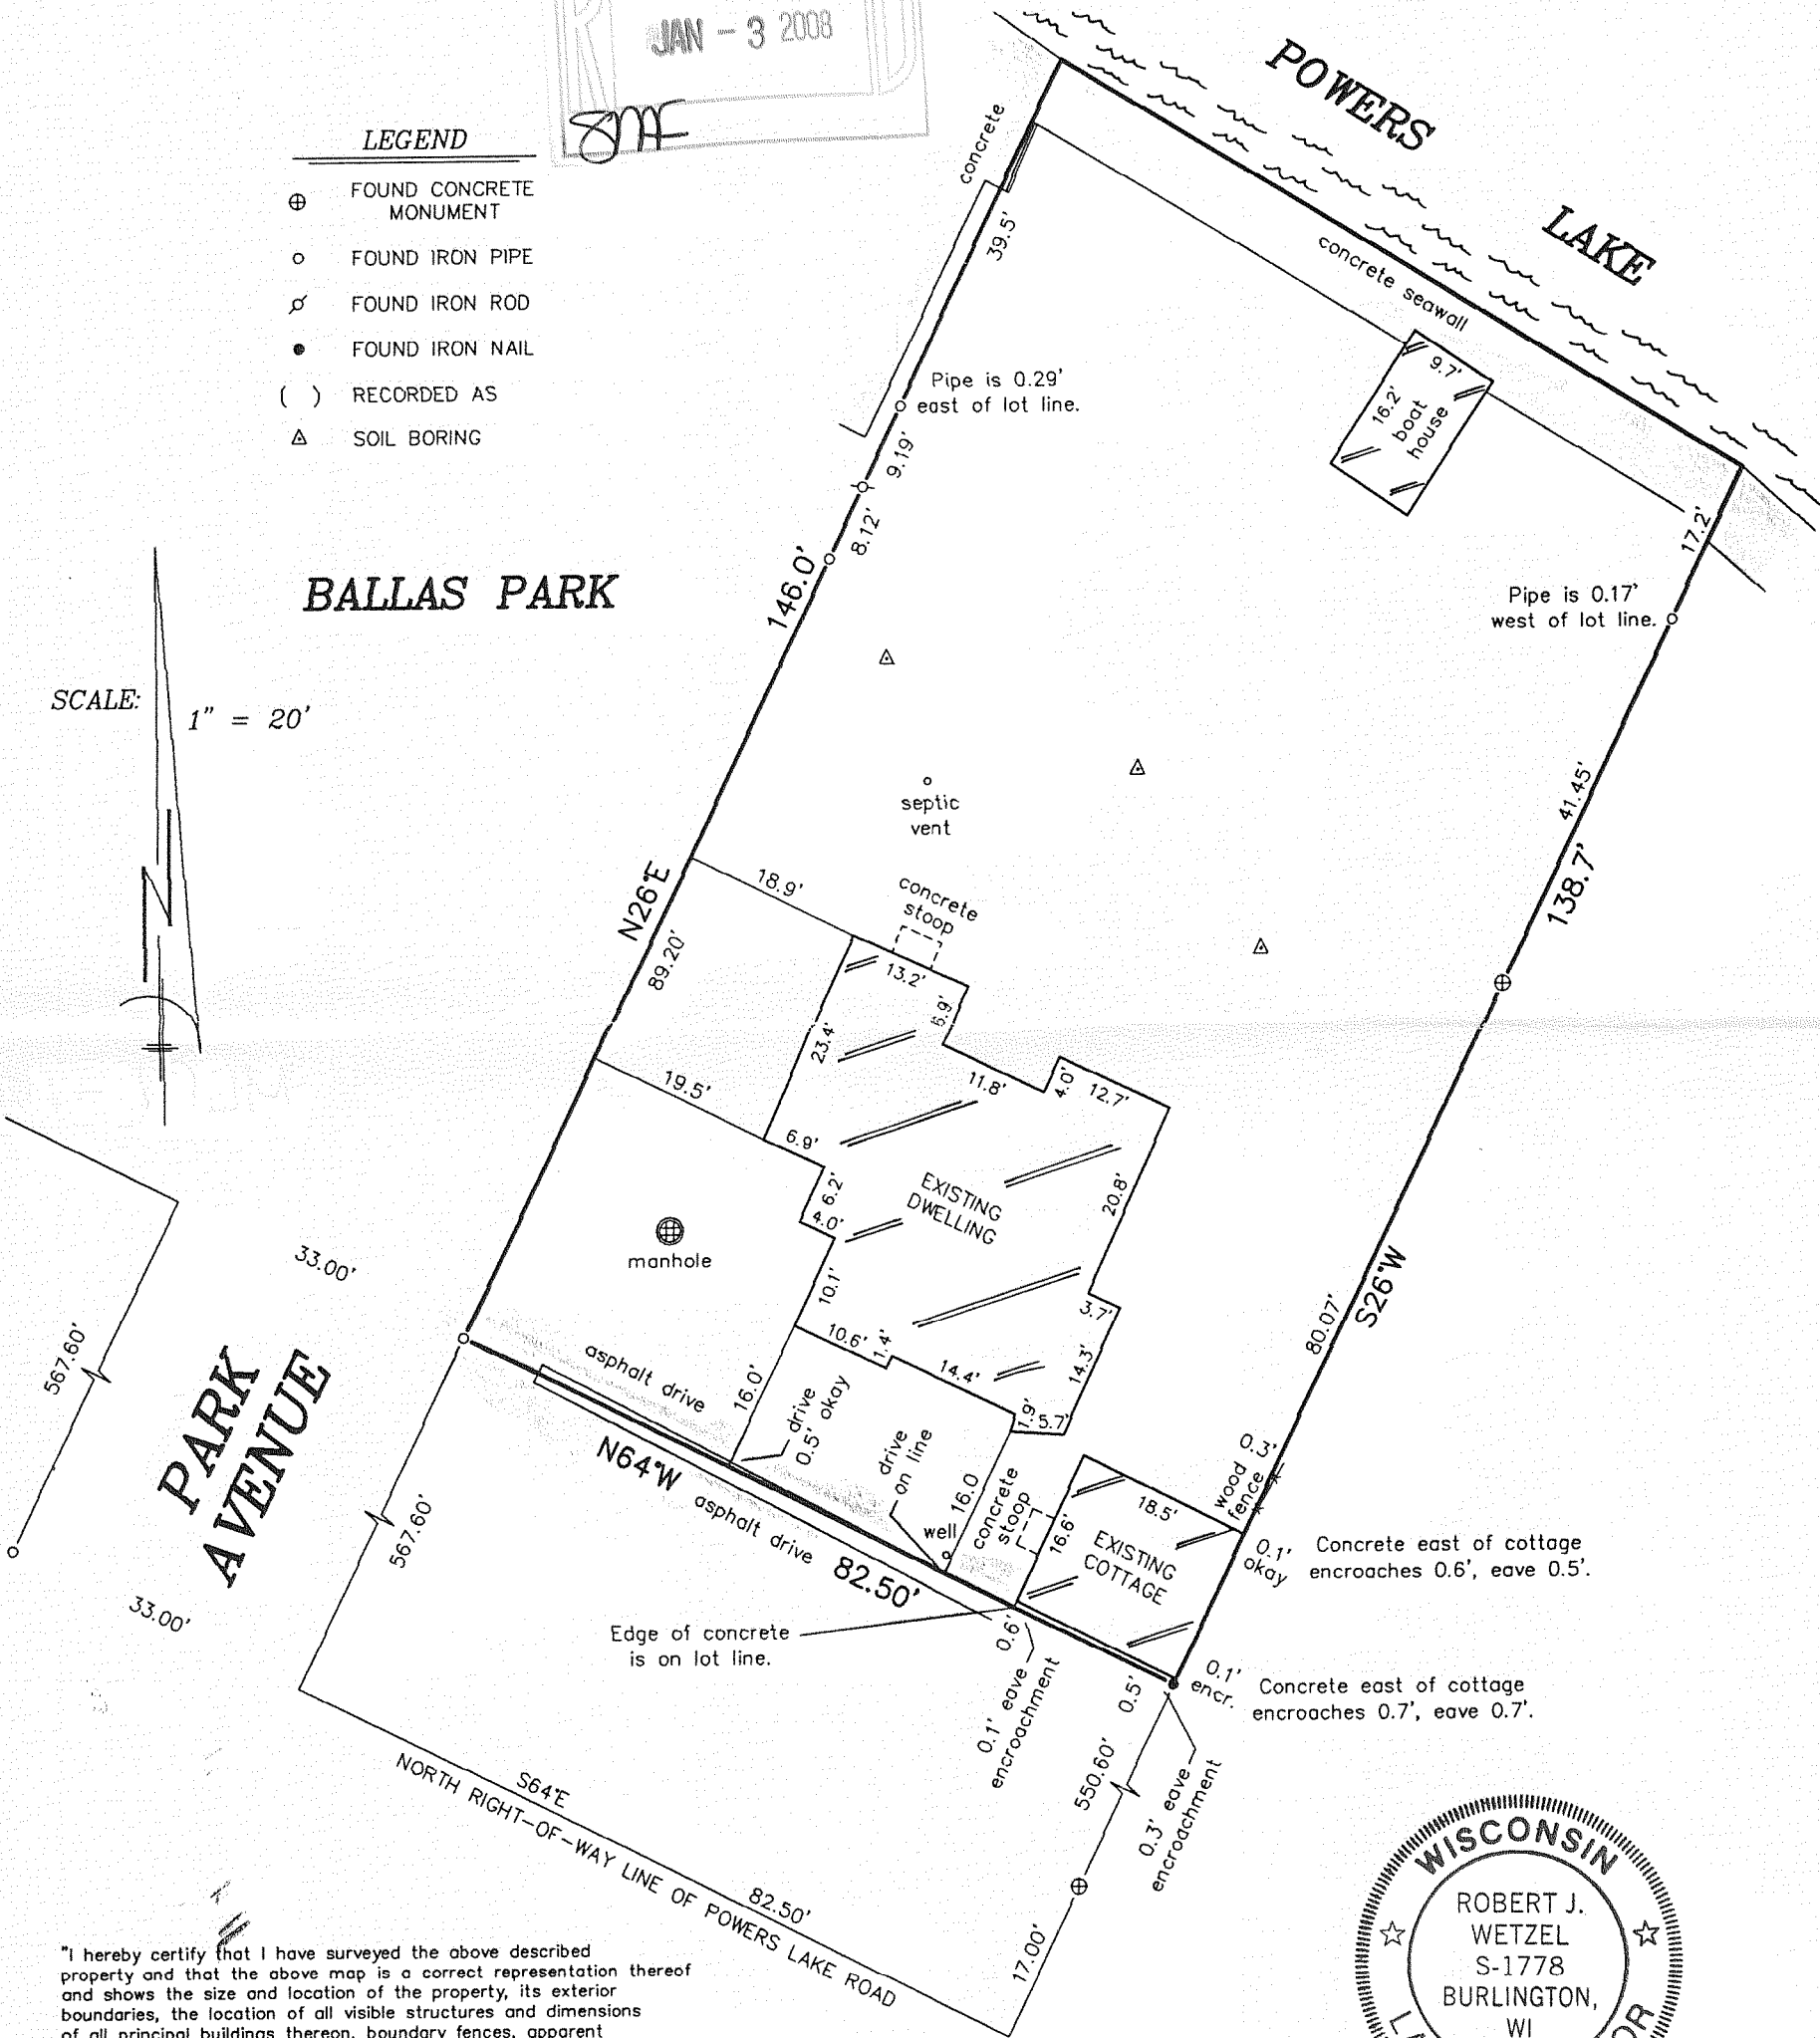 JAN - 3 2008
SMF
LEGEND
FOUND CONCRETE
MONUMENT
FOUND IRON PIPE
FOUND IRON ROD
FOUND IRON NAIL
( ) RECORDED AS
SOIL BORING
POWERS
LAKE
concrete
39.5'
concrete seawall
9.7'
16.2'
boat
house
Pipe is 0.29'
east of lot line.
9.19'
8.12'
146.0'
17.2'
Pipe is 0.17'
west of lot line.
BALLAS PARK
SCALE:
1" = 20'
N
septic
vent
41.45'
138.7'
N26°E
89.20'
18.9'
concrete
stoop
13.2'
6.9'
23.4'
11.8'
4.0'
12.7'
19.5'
6.9'
6.2'
4.0'
EXISTING
DWELLING
20.8'
manhole
10.1'
3.7'
10.6'
1.4'
14.4'
14.3'
1.9'
5.7'
S26°W
80.07'
33.00'
567.60'
PARK
AVENUE
33.00'
567.60'
asphalt drive
16.0'
drive
0.5' okay
drive
on line
N64°W
asphalt drive
82.50'
well
16.0
concrete
stoop
16.6'
18.5'
EXISTING
COTTAGE
wood
fence
0.3'
0.1'
okay
Concrete east of cottage
encroaches 0.6', eave 0.5'.
Edge of concrete
is on lot line.
0.6'
0.1' eave
encroachment
0.5'
0.1'
encr.
Concrete east of cottage
encroaches 0.7', eave 0.7'.
550.60'
0.3' eave
encroachment
S64°E
NORTH RIGHT-OF-WAY LINE OF POWERS LAKE ROAD
82.50'
17.00'
"I hereby certify that I have surveyed the above described
property and that the above map is a correct representation thereof
and shows the size and location of the property, its exterior
boundaries, the location of all visible structures and dimensions
of all principal buildings thereon, boundary fences, apparent
WISCONSIN
ROBERT J.
WETZEL
S-1778
BURLINGTON,
WI